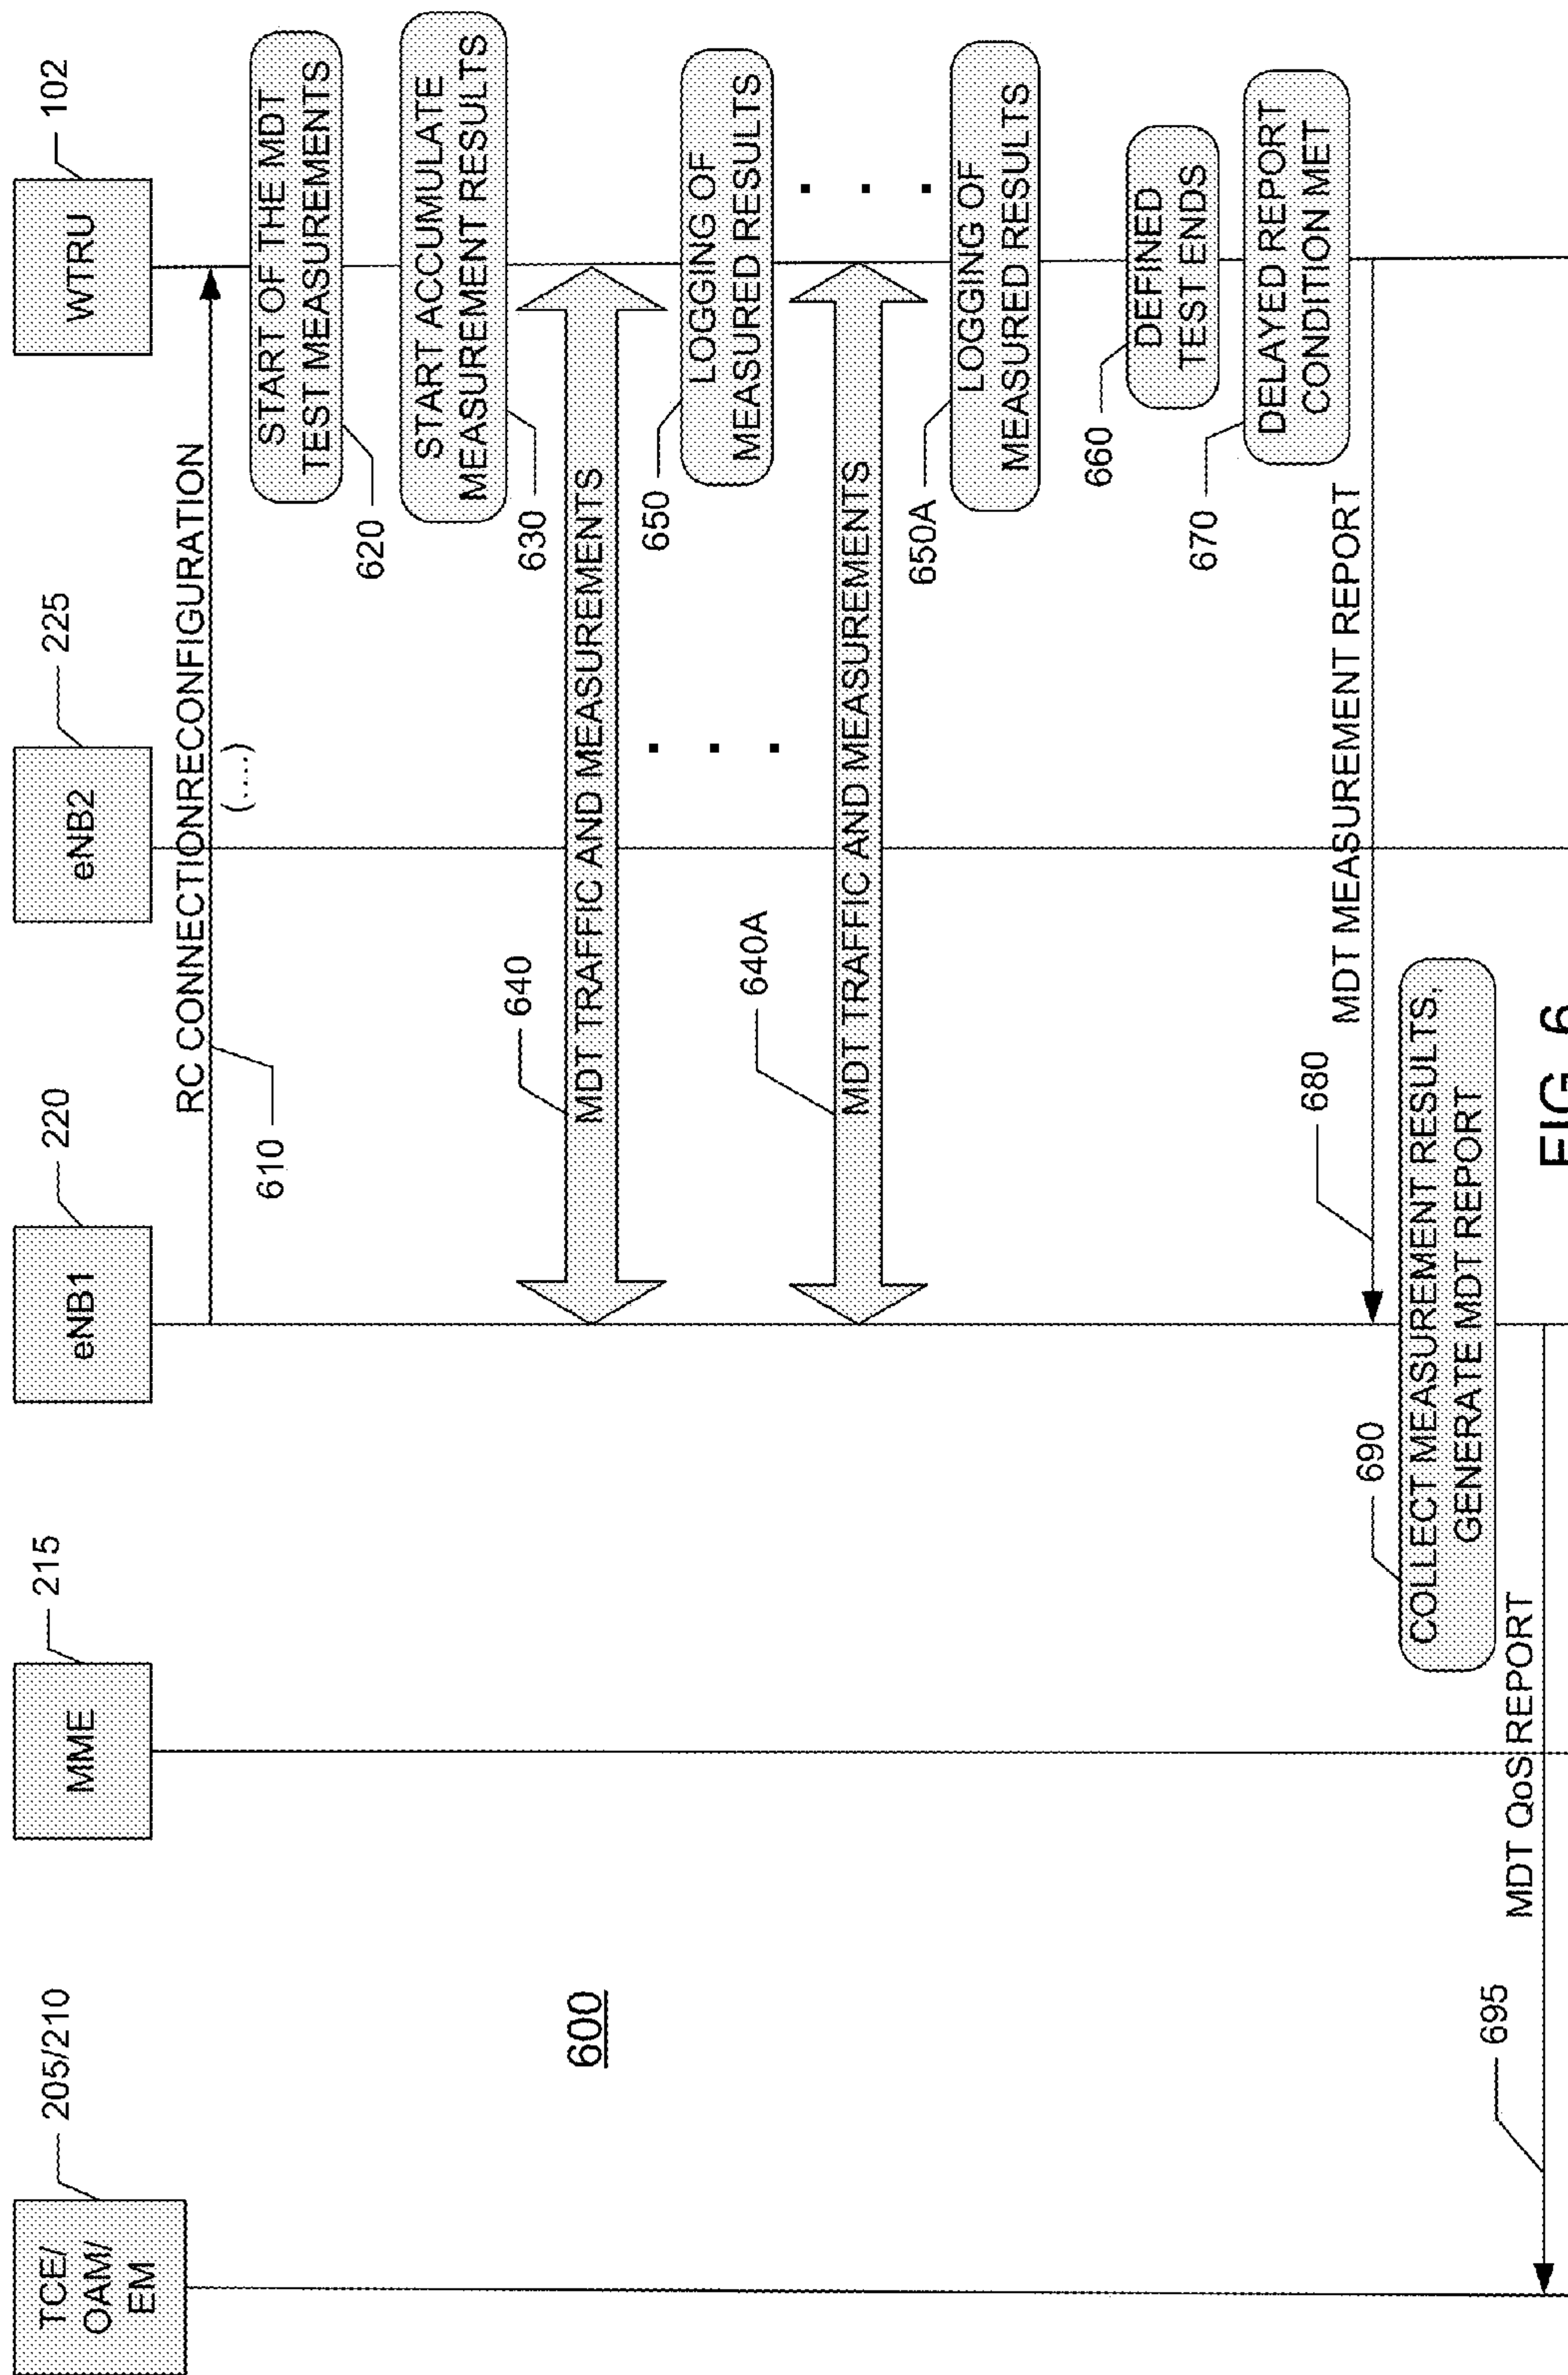 TCE/
OAM/
EM
205/210
MME
215
eNB1
220
eNB2
225
WTRU
102
RC CONNECTIONRECONFIGURATION
(....)
610
START OF THE MDT
TEST MEASUREMENTS
620
START ACCUMULATE
MEASUREMENT RESULTS
630
640
MDT TRAFFIC AND MEASUREMENTS
650
LOGGING OF
MEASURED RESULTS
640A
MDT TRAFFIC AND MEASUREMENTS
650A
LOGGING OF
MEASURED RESULTS
600
660
DEFINED
TEST ENDS
670
DELAYED REPORT
CONDITION MET
680
MDT MEASUREMENT REPORT
690
COLLECT MEASUREMENT RESULTS,
GENERATE MDT REPORT
695
MDT QoS REPORT
FIG. 6